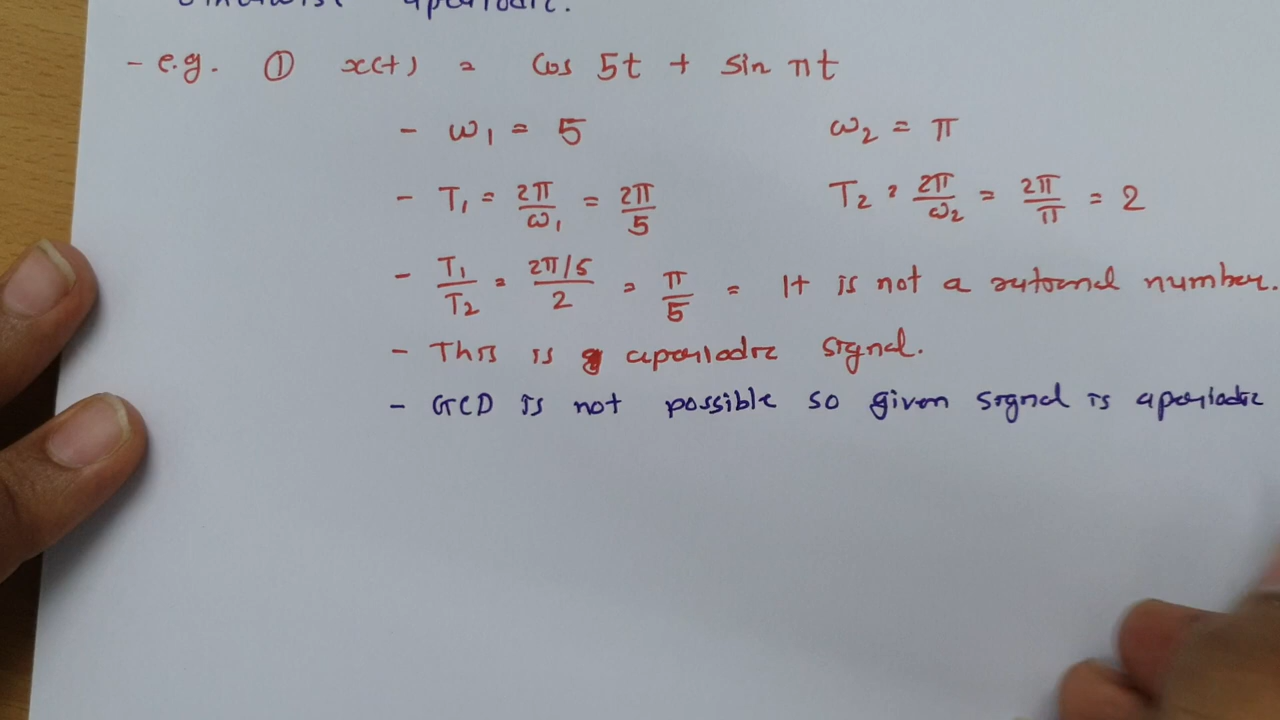 otherwise aperiodic.
- e.g. ① x(t) = cos 5t + sin πt
- ω1 = 5 ω2 = π
- T1 = 2π/ω1 = 2π/5 T2 = 2π/ω2 = 2π/π = 2
- T1/T2 = 2π/5/2 = π/5 = It is not a rational number.
- This is aperiodic signal.
- GCD is not possible so given signal is aperiodic